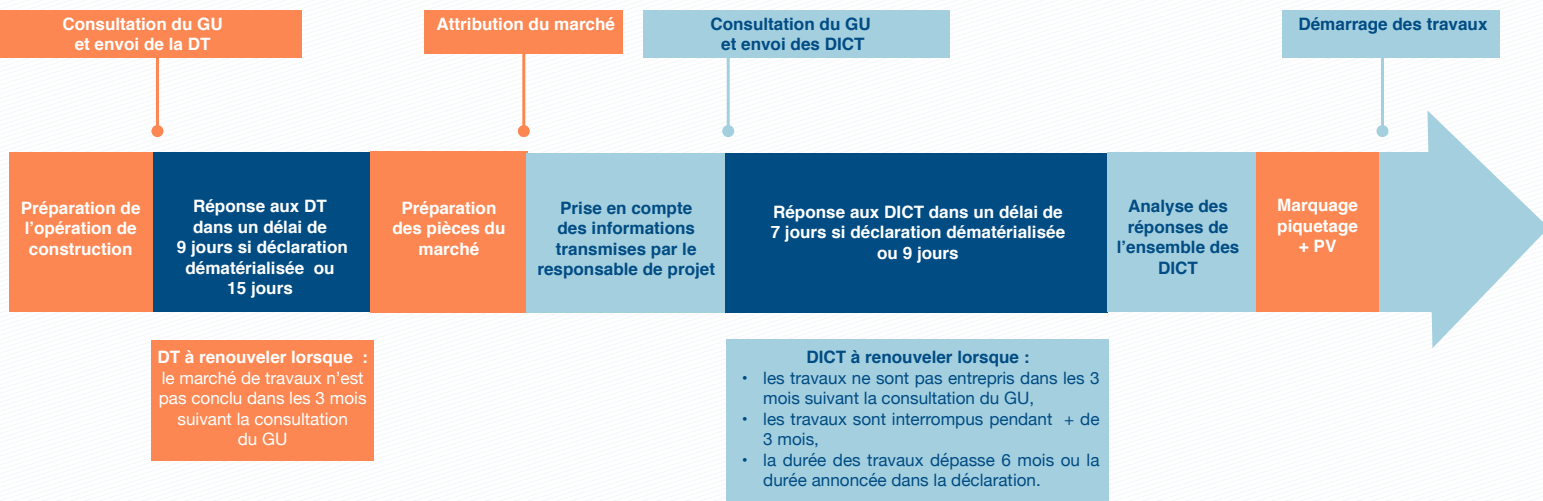 Consultation du GU
et envoi de la DT
Attribution du marché
Consultation du GU
et envoi des DICT
Démarrage des travaux
Préparation de
l’opération de
construction
Réponse aux DT
dans un délai de
9 jours si déclaration
dématérialisée ou
15 jours
Préparation
des pièces du
marché
Prise en compte
des informations
transmises par le
responsable de projet
Réponse aux DICT dans un délai de
7 jours si déclaration dématérialisée
ou 9 jours
Analyse des
réponses de
l’ensemble des
DICT
Marquage
piquetage
+ PV
DT à renouveler lorsque :
le marché de travaux n’est
pas conclu dans les 3 mois
suivant la consultation
du GU
DICT à renouveler lorsque :
• les travaux ne sont pas entrepris dans les 3
mois suivant la consultation du GU,
• les travaux sont interrompus pendant + de
3 mois,
• la durée des travaux dépasse 6 mois ou la
durée annoncée dans la déclaration.